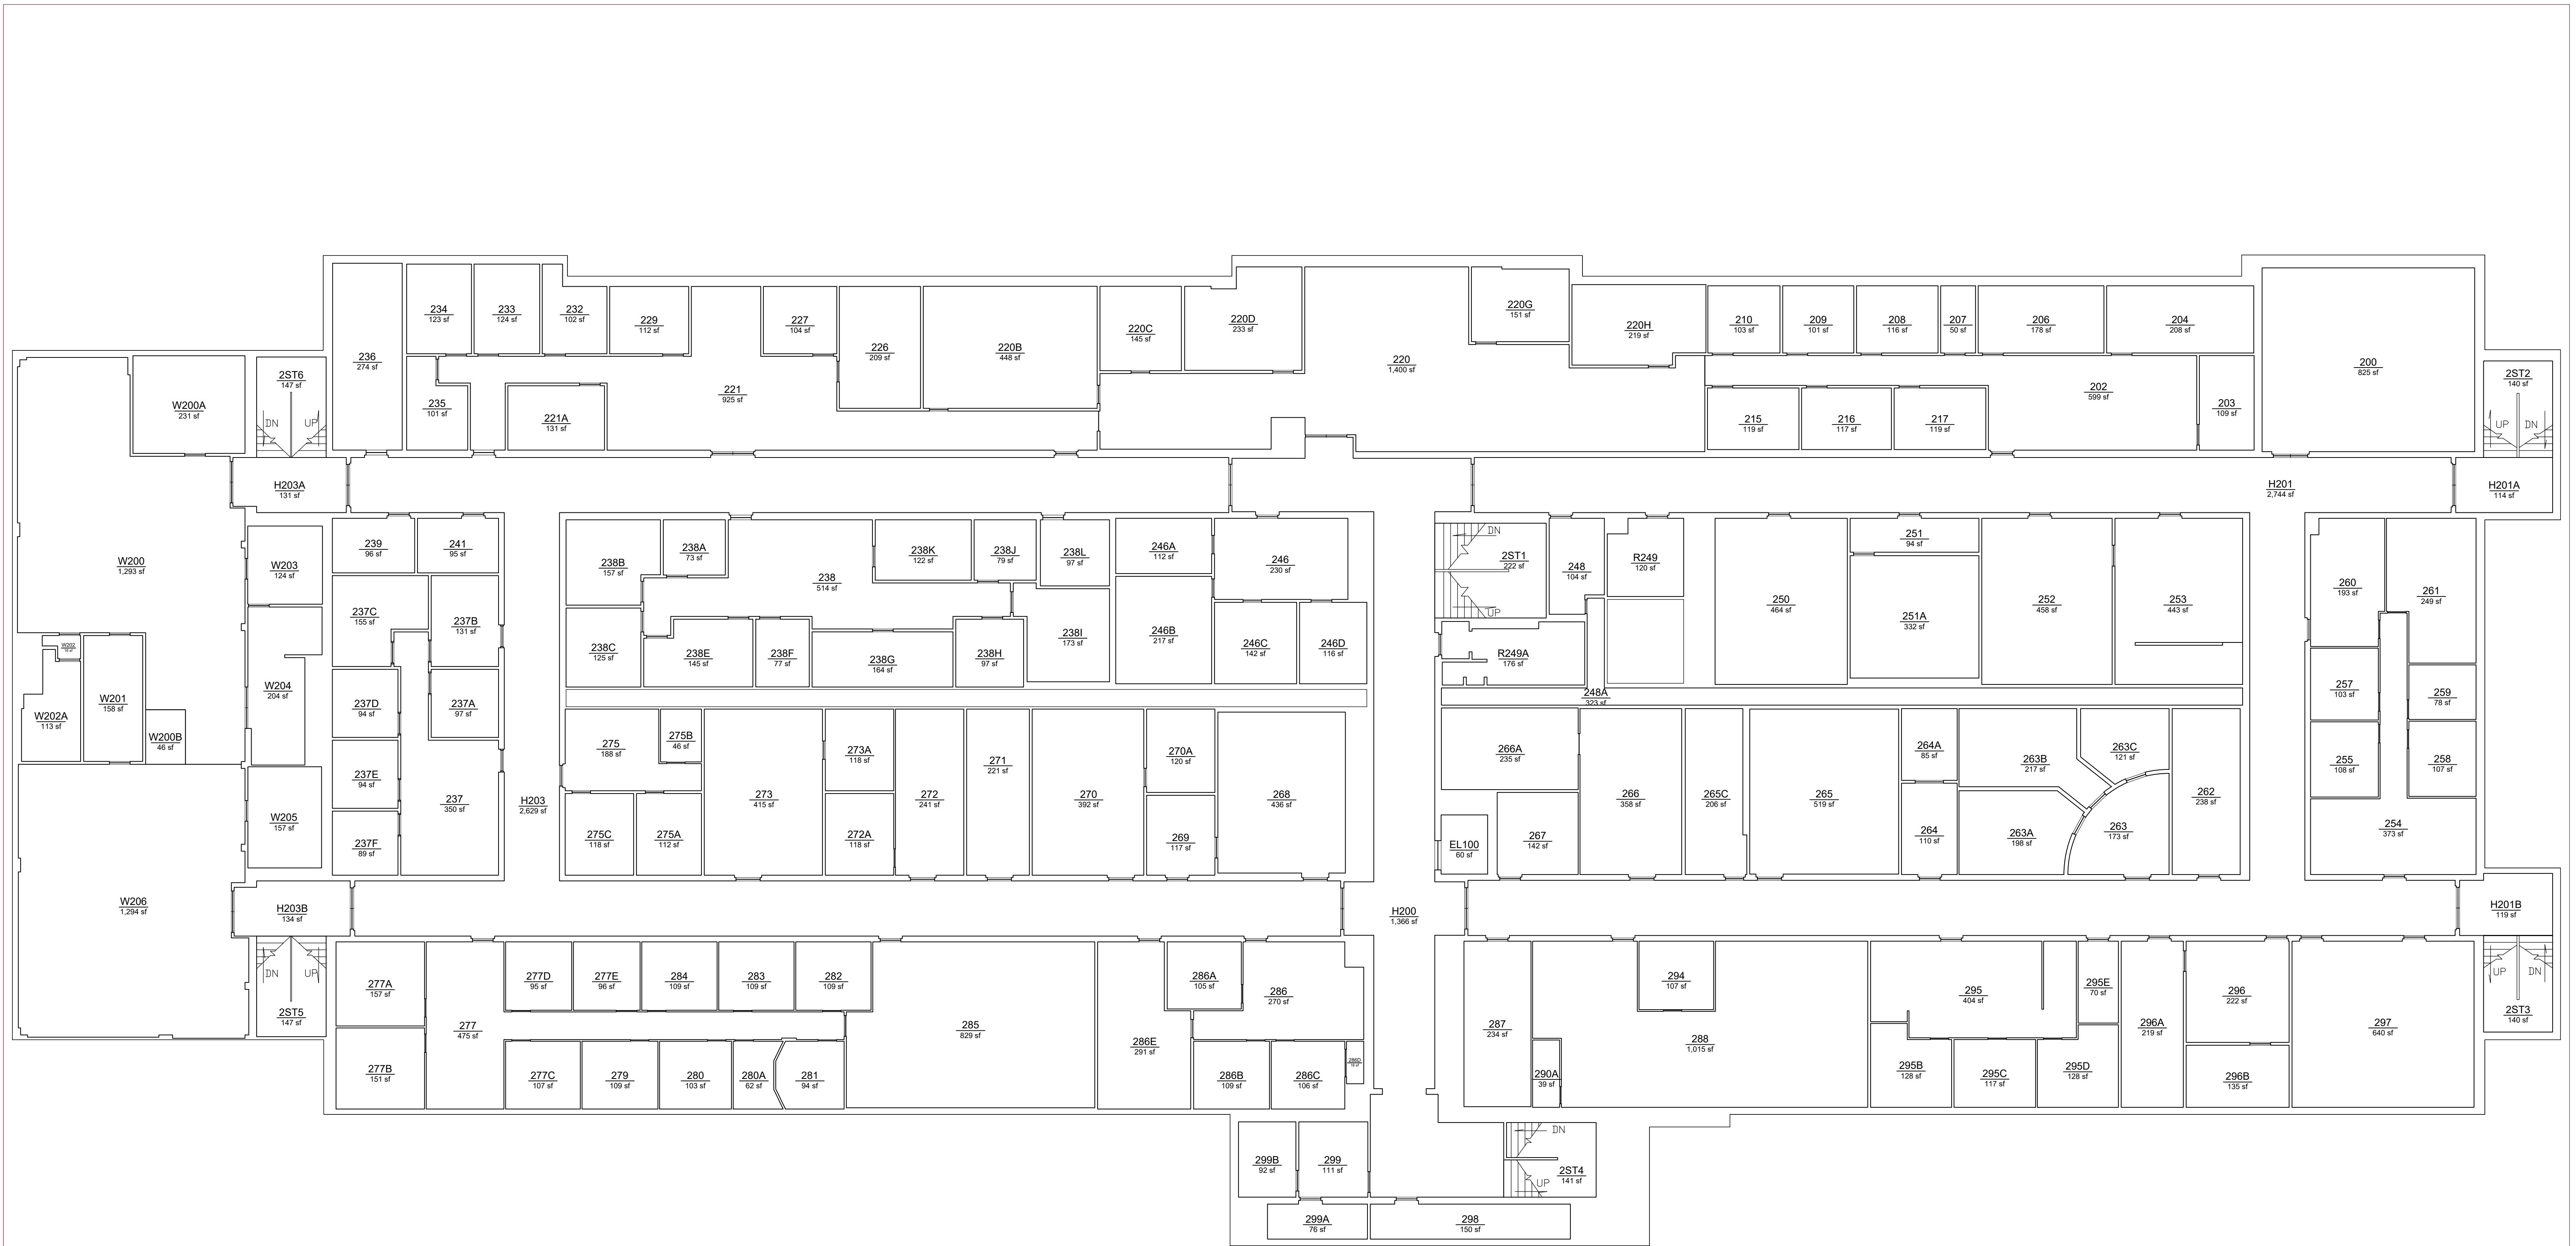 234
123 sf
233
124 sf
232
102 sf
229
112 sf
227
104 sf
236
274 sf
226
209 sf
220B
448 sf
220C
145 sf
220D
233 sf
220G
151 sf
220H
219 sf
220
1,400 sf
210
103 sf
209
101 sf
208
116 sf
207
50 sf
206
178 sf
204
208 sf
200
825 sf
2ST6
147 sf
DN
UP
W200A
231 sf
235
101 sf
221A
131 sf
221
925 sf
215
119 sf
216
117 sf
217
119 sf
202
599 sf
203
109 sf
2ST2
140 sf
UP
DN
H203A
131 sf
H201
2,744 sf
H201A
114 sf
W200
1,293 sf
W203
124 sf
239
96 sf
241
95 sf
238B
157 sf
238A
73 sf
238
514 sf
238K
122 sf
238J
79 sf
238L
97 sf
246A
112 sf
246
230 sf
DN
2ST1
222 sf
UP
248
104 sf
R249
120 sf
250
464 sf
251
94 sf
251A
332 sf
252
458 sf
253
443 sf
260
193 sf
261
249 sf
237C
155 sf
237B
131 sf
238C
125 sf
238E
145 sf
238F
77 sf
238G
164 sf
238H
97 sf
238I
173 sf
246B
217 sf
246C
142 sf
246D
116 sf
R249A
176 sf
248A
323 sf
W202
W202A
113 sf
W201
158 sf
W200B
46 sf
W204
204 sf
237D
94 sf
237A
97 sf
257
103 sf
259
78 sf
237E
94 sf
237
350 sf
237F
89 sf
W205
157 sf
H203
2,629 sf
275
188 sf
275B
46 sf
275C
118 sf
275A
112 sf
273
415 sf
273A
118 sf
272A
118 sf
272
241 sf
271
221 sf
270
392 sf
270A
120 sf
269
117 sf
268
436 sf
266A
235 sf
EL100
60 sf
267
142 sf
266
358 sf
265C
206 sf
265
519 sf
264A
85 sf
264
110 sf
263B
217 sf
263C
121 sf
263A
198 sf
263
173 sf
262
238 sf
255
108 sf
258
107 sf
254
373 sf
W206
1,294 sf
H203B
134 sf
H200
1,366 sf
H201B
119 sf
DN
UP
2ST5
147 sf
277A
157 sf
277B
151 sf
277
475 sf
277D
95 sf
277E
96 sf
284
109 sf
283
109 sf
282
109 sf
277C
107 sf
279
109 sf
280
103 sf
280A
62 sf
281
94 sf
285
829 sf
286E
291 sf
286A
105 sf
286
270 sf
286B
109 sf
286C
106 sf
286D
287
234 sf
290A
39 sf
294
107 sf
288
1,015 sf
295
404 sf
295E
70 sf
295B
128 sf
295C
117 sf
295D
128 sf
296A
219 sf
296
222 sf
296B
135 sf
297
640 sf
UP
DN
2ST3
140 sf
299B
92 sf
299
111 sf
DN
2ST4
141 sf
UP
299A
76 sf
298
150 sf